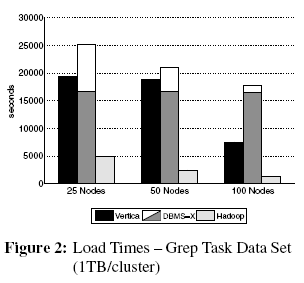 30000
25000
20000
15000
10000
5000
0
seconds
25 Nodes
50 Nodes
100 Nodes
Vertica
DBMS-X
Hadoop
Figure 2: Load Times – Grep Task Data Set
(1TB/cluster)